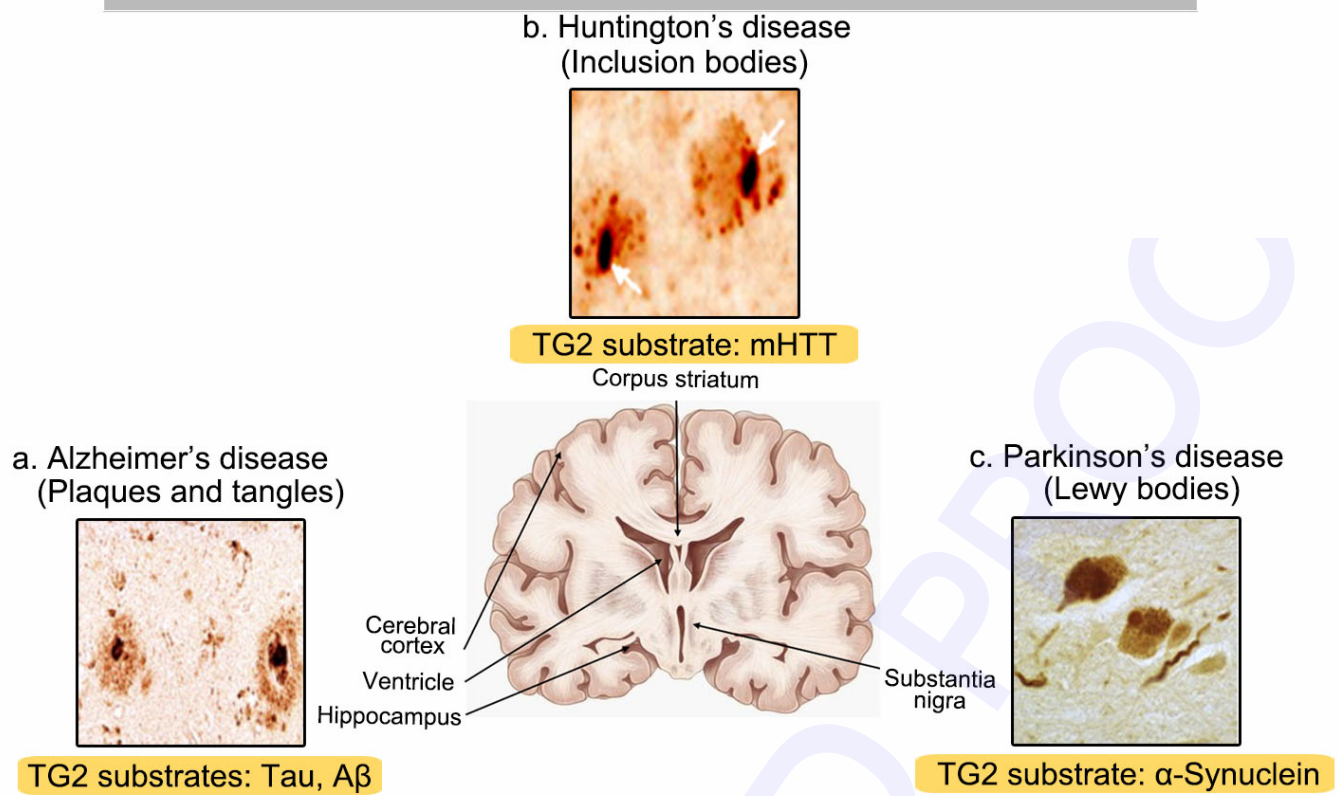 b. Huntington’s disease
(Inclusion bodies)
TG2 substrate: mHTT
Corpus striatum
a. Alzheimer’s disease
(Plaques and tangles)
c. Parkinson’s disease
(Lewy bodies)
Cerebral
cortex
Ventricle
Hippocampus
Substantia
nigra
TG2 substrates: Tau, Aβ
TG2 substrate: α-Synuclein
D PROC